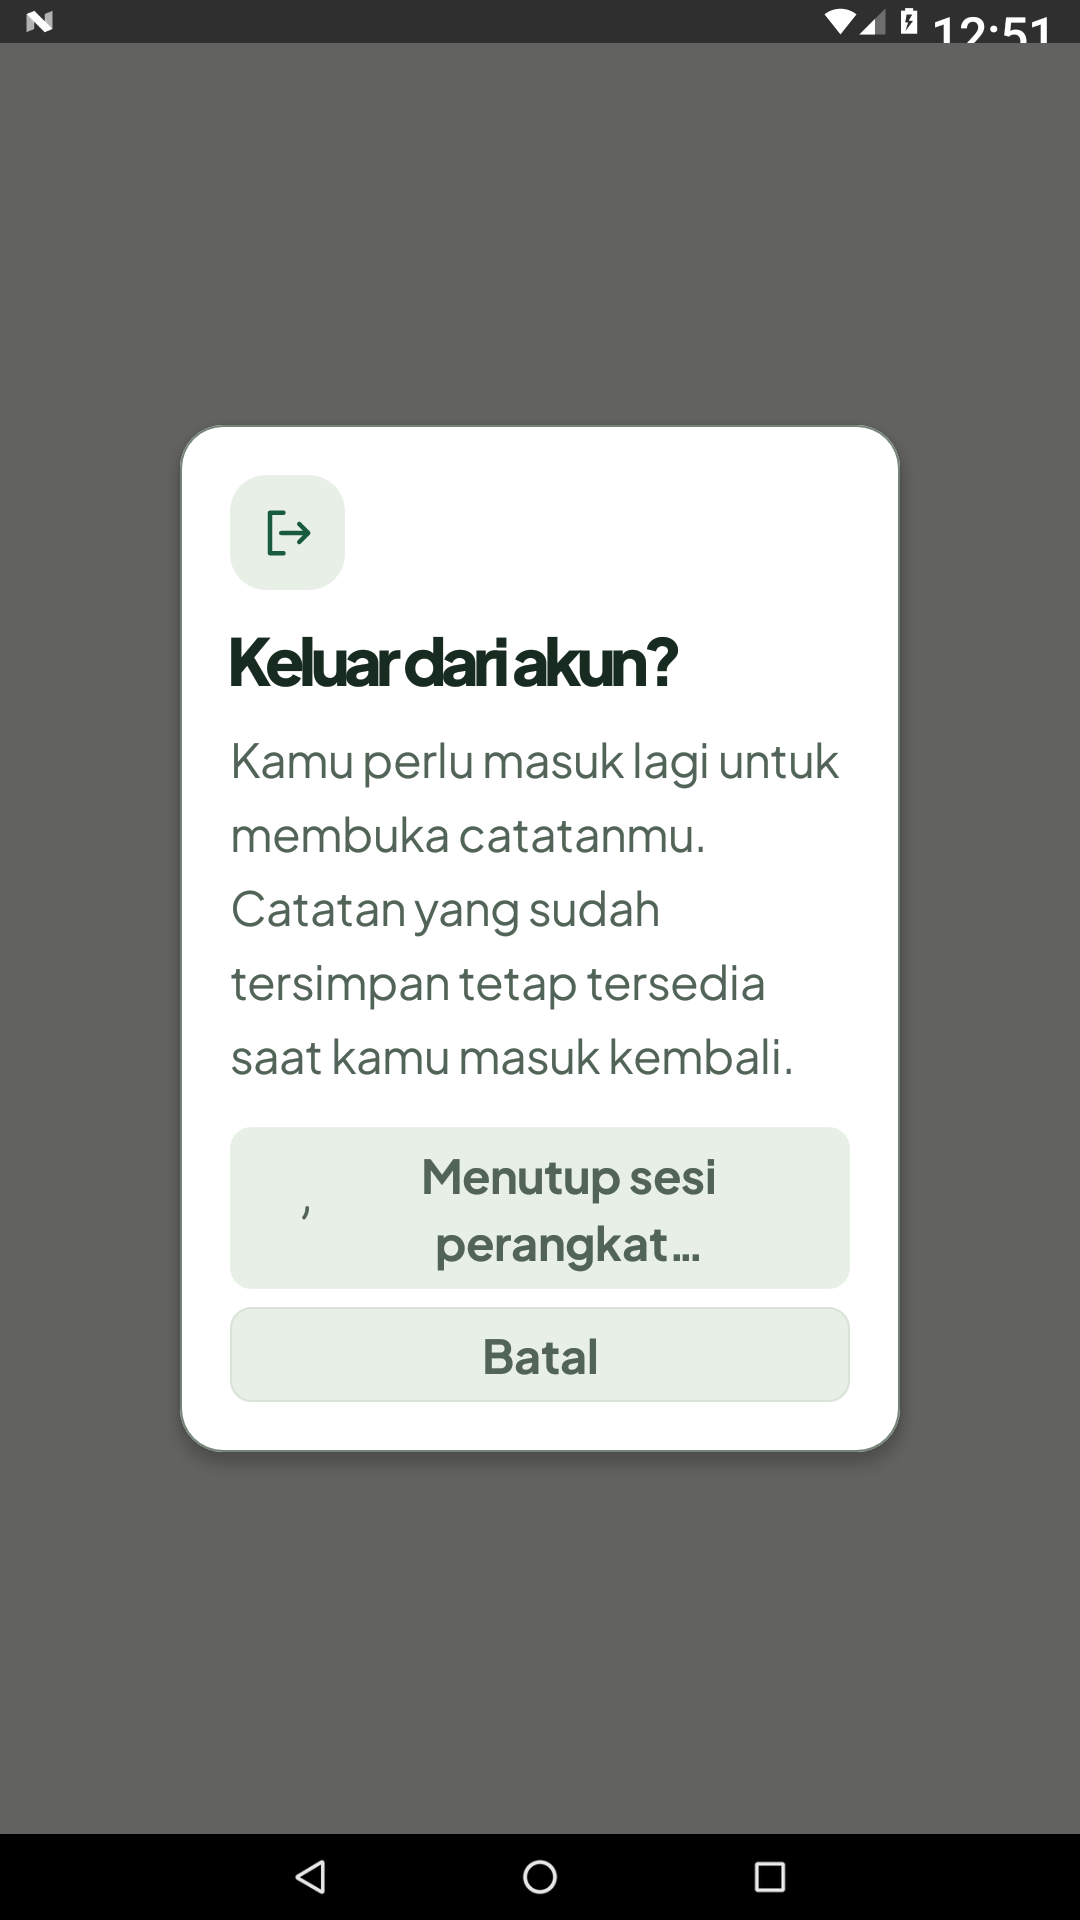 12:51
Keluar dari akun?
Kamu perlu masuk lagi untuk
membuka catatanmu.
Catatan yang sudah
tersimpan tetap tersedia
saat kamu masuk kembali.
Menutup sesi
perangkat…
Batal